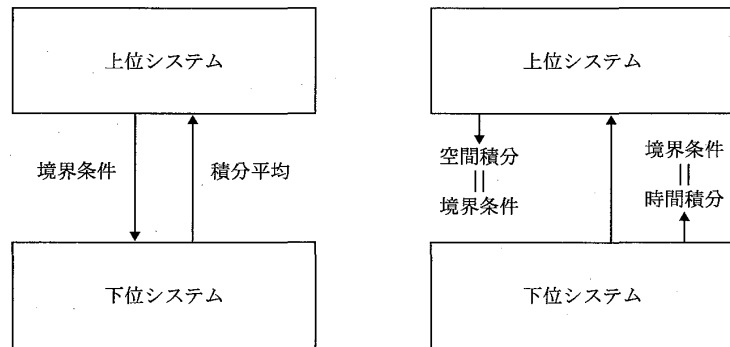 上位システム
境界条件
積分平均
下位システム
上位システム
空間積分
||
境界条件
境界条件
||
時間積分
下位システム